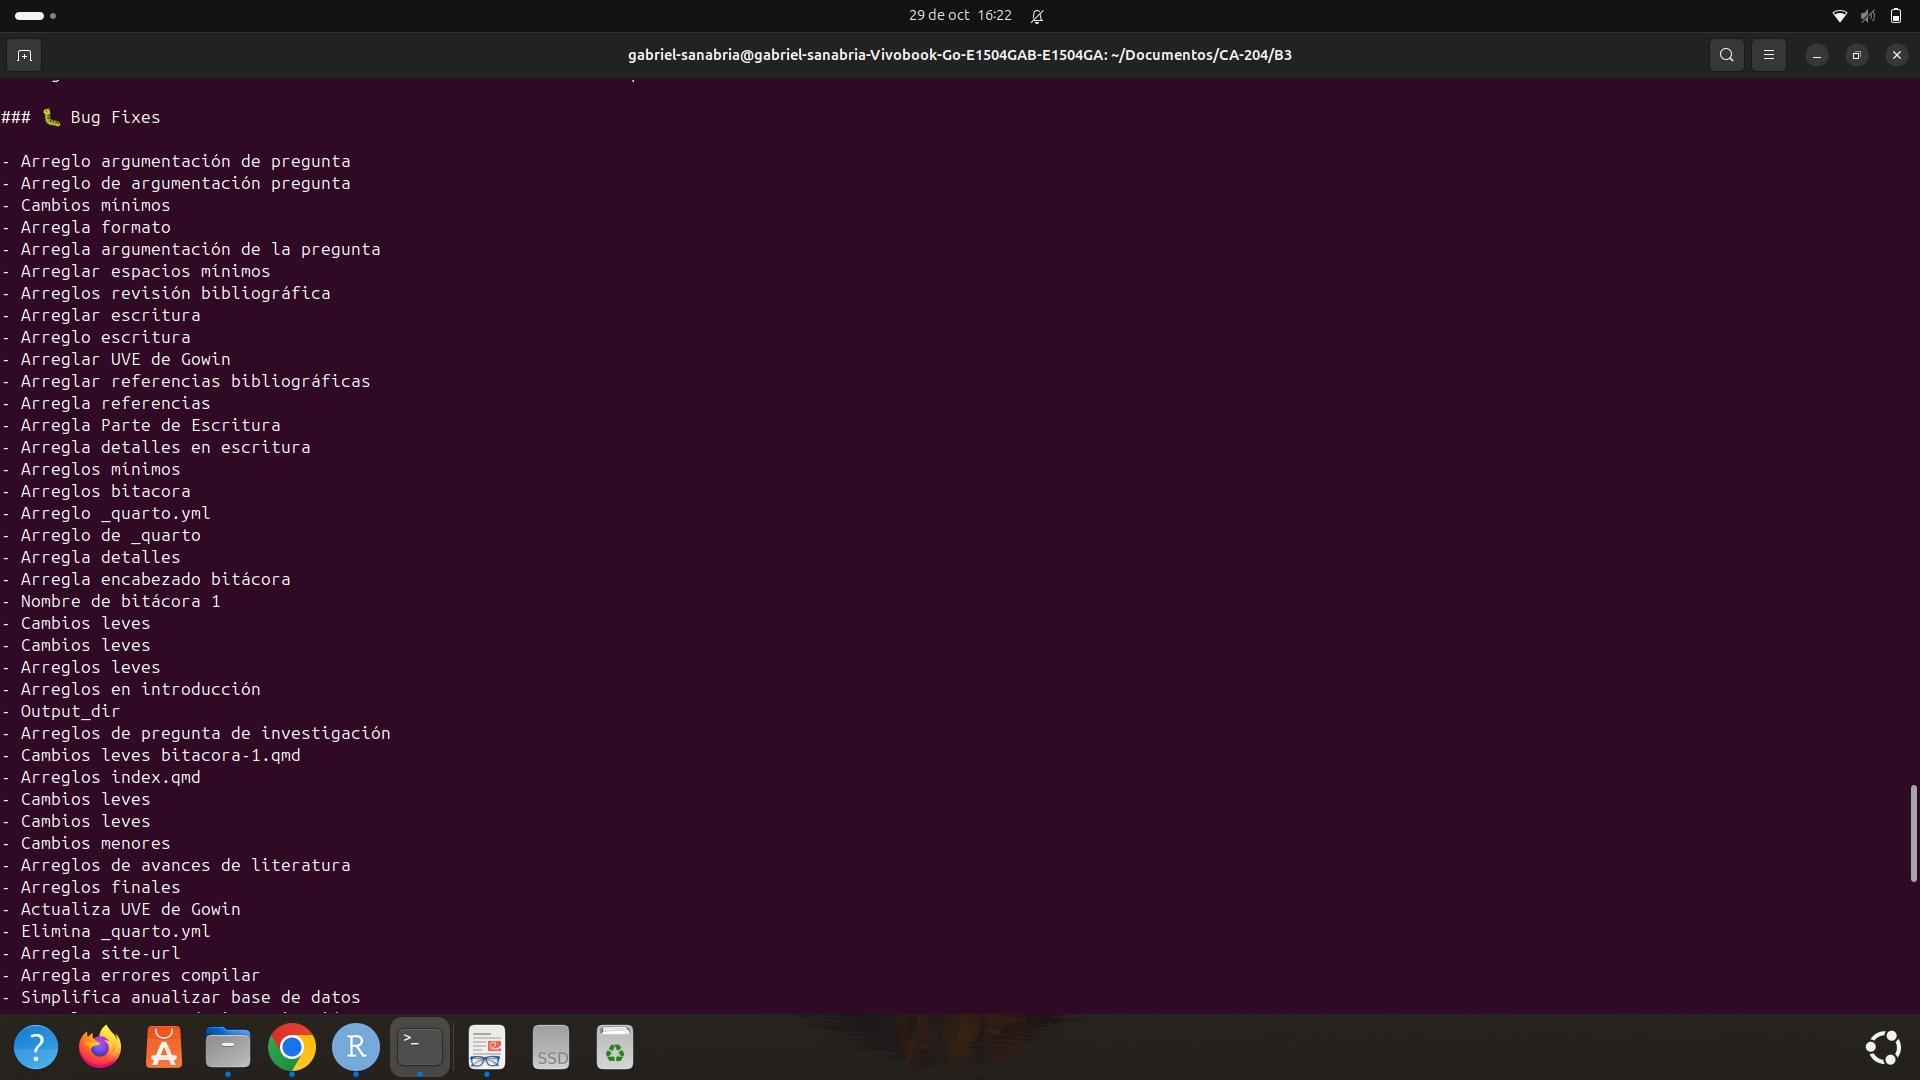 29 de oct 16:22
gabriel-sanabria@gabriel-sanabria-Vivobook-Go-E1504GAB-E1504GA: ~/Documentos/CA-204/B3
### 🐛 Bug Fixes
- Arreglo argumentación de pregunta
- Arreglo de argumentación pregunta
- Cambios mínimos
- Arregla formato
- Arregla argumentación de la pregunta
- Arreglar espacios mínimos
- Arreglos revisión bibliográfica
- Arreglar escritura
- Arreglo escritura
- Arreglar UVE de Gowin
- Arreglar referencias bibliográficas
- Arregla referencias
- Arregla Parte de Escritura
- Arregla detalles en escritura
- Arreglos mínimos
- Arreglos bitacora
- Arreglo _quarto.yml
- Arreglo de _quarto
- Arregla detalles
- Arregla encabezado bitácora
- Nombre de bitácora 1
- Cambios leves
- Cambios leves
- Arreglos leves
- Arreglos en introducción
- Output_dir
- Arreglos de pregunta de investigación
- Cambios leves bitacora-1.qmd
- Arreglos index.qmd
- Cambios leves
- Cambios leves
- Cambios menores
- Arreglos de avances de literatura
- Arreglos finales
- Actualiza UVE de Gowin
- Elimina _quarto.yml
- Arregla site-url
- Arregla errores compilar
- Simplifica anualizar base de datos
? A R >_ SSD